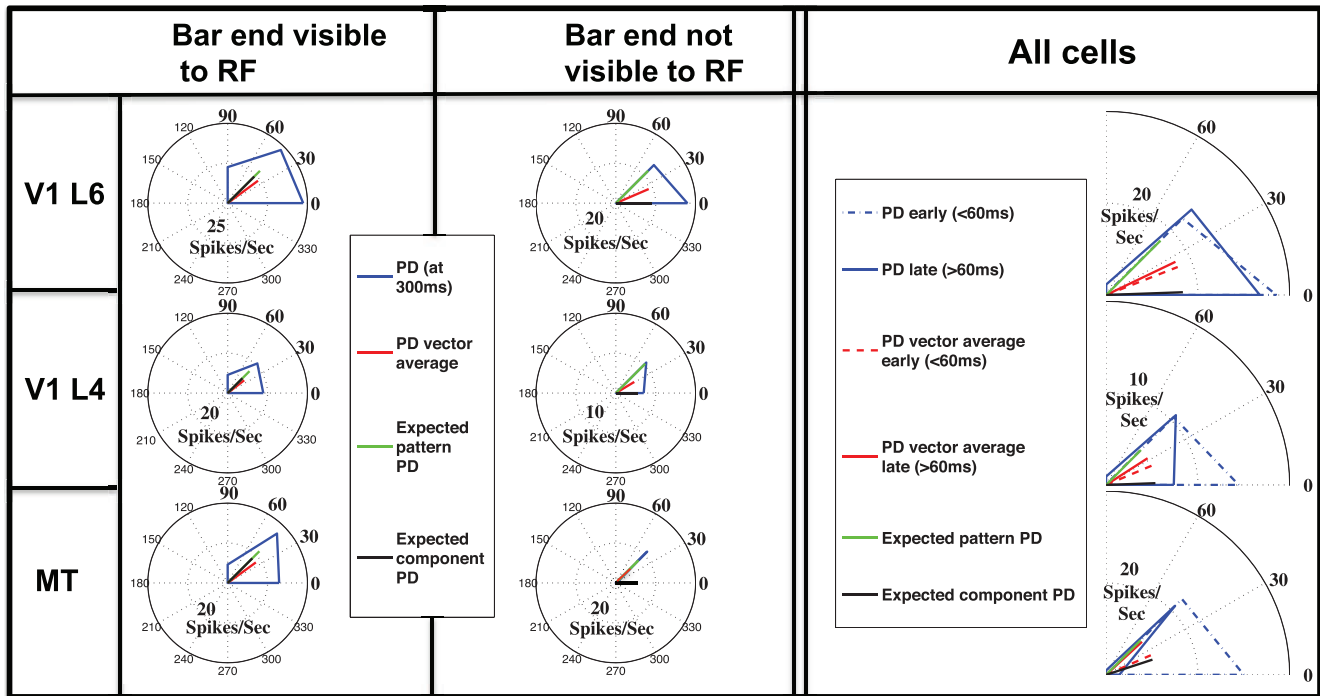 Bar end visible
to RF
Bar end not
visible to RF
All cells
V1 L6
90
120
60
150
30
180
0
25
Spikes/Sec
210
330
240
300
270
90
120
60
150
30
180
0
20
Spikes/Sec
210
330
240
300
270
V1 L4
90
120
60
150
30
180
0
20
Spikes/Sec
210
330
240
300
270
90
120
60
150
30
180
0
10
Spikes/Sec
210
330
240
300
270
MT
90
120
60
150
30
180
0
20
Spikes/Sec
210
330
240
300
270
90
120
60
150
30
180
0
20
Spikes/Sec
210
330
240
300
270
PD (at
300ms)
PD vector
average
Expected
pattern
PD
Expected
component
PD
PD early (<60ms)
PD late (>60ms)
PD vector average
early (<60ms)
PD vector average
late (>60ms)
Expected pattern PD
Expected component PD
60
30
0
20
Spikes/
Sec
60
30
0
10
Spikes/
Sec
60
30
0
20
Spikes/
Sec